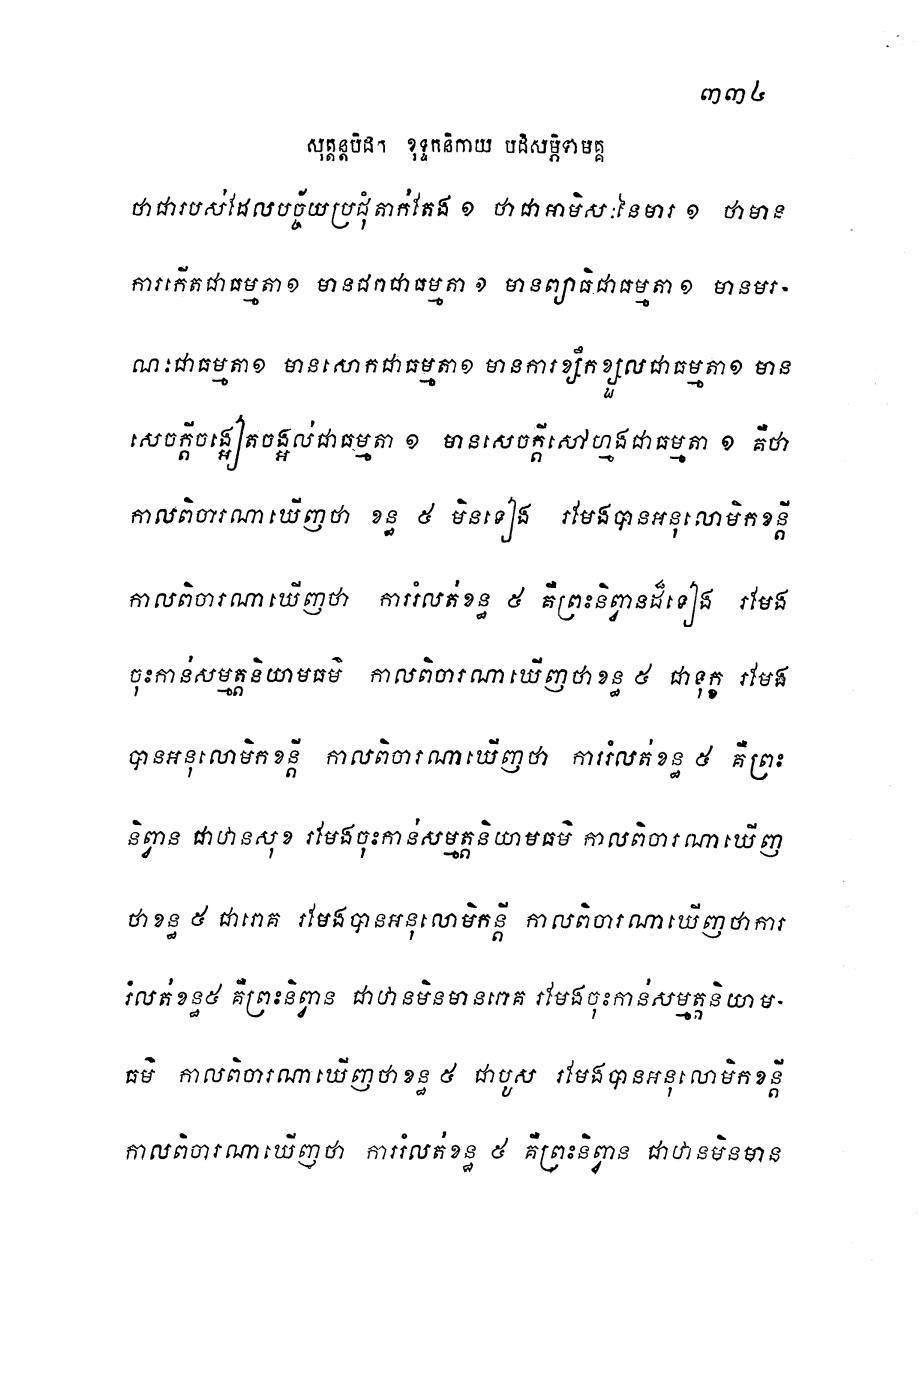 ៣៣៤
សុត្តន្តបិដក ខុទ្ទកនិកាយ បដិសម្ភិទាមគ្គ
ថាជារបស់ដែលបច្ច័យប្រជុំតាក់តែង ១ ថាជាអាមិសៈនៃមារ ១ ថាមាន
ការកើតជាធម្មតា ១ មានជរាជាធម្មតា ១ មានព្យាធិជាធម្មតា ១ មានមរ-
ណៈជាធម្មតា ១ មានសោកជាធម្មតា ១ មានការខ្សឹកខ្សួលជាធម្មតា ១ មាន
សេចក្តីចង្អៀតចង្អល់ជាធម្មតា ១ មានសេចក្តីសៅហ្មងជាធម្មតា ១ គឺថា
កាលពិចារណាឃើញថា ខន្ធ ៥ មិនទៀង រមែងបានអនុលោមិកខន្តី
កាលពិចារណាឃើញថា ការរំលត់ខន្ធ ៥ គឺព្រះនិព្វានដ៏ទៀង រមែង
ចុះកាន់សម្មត្តនិយាមធម៌ កាលពិចារណាឃើញថាខន្ធ ៥ ជាទុក្ខ រមែង
បានអនុលោមិកខន្តី កាលពិចារណាឃើញថា ការរំលត់ខន្ធ ៥ គឺព្រះ
និព្វាន ជាឋានសុខ រមែងចុះកាន់សម្មត្តនិយាមធម៌ កាលពិចារណាឃើញ
ថាខន្ធ ៥ ជារោគ រមែងបានអនុលោមិកន្តី កាលពិចារណាឃើញថាការ
រំលត់ខន្ធ ៥ គឺព្រះនិព្វាន ជាឋានមិនមានរោគ រមែងចុះកាន់សម្មត្តនិយាម-
ធម៌ កាលពិចារណាឃើញថាខន្ធ ៥ ជាបូស រមែងបានអនុលោមិកខន្តី
កាលពិចារណាឃើញថា ការរំលត់ខន្ធ ៥ គឺព្រះនិព្វាន ជាឋានមិនមាន